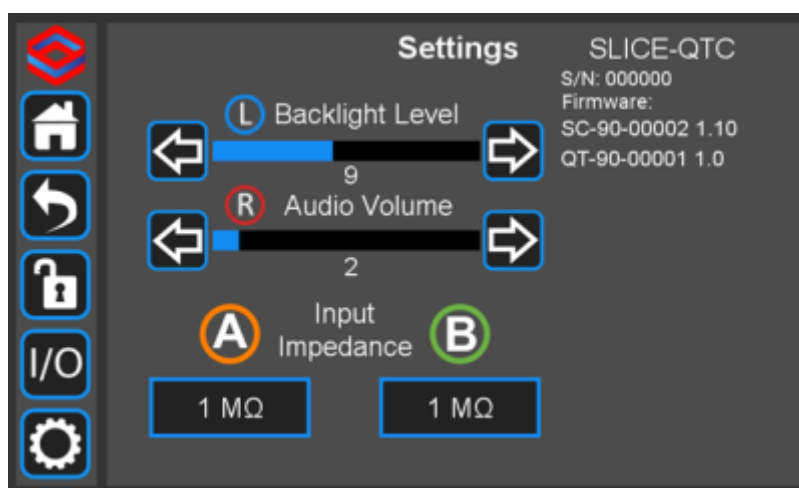 Settings
SLICE-QTC
S/N: 000000
Firmware:
SC-90-00002 1.10
QT-90-00001 1.0
L Backlight Level
9
R Audio Volume
2
A Input Impedance B
1 MΩ 1 MΩ
I/O